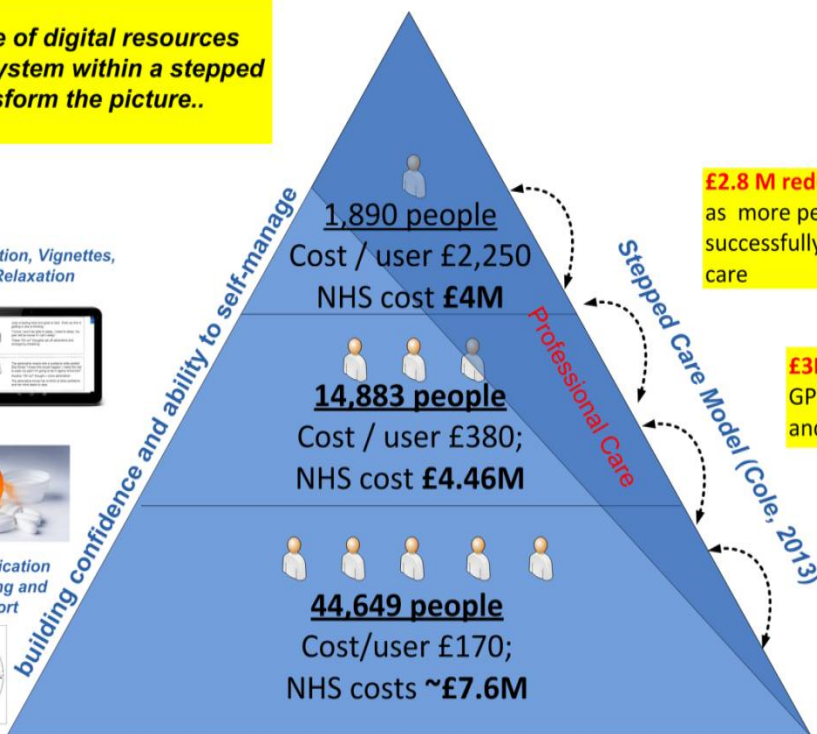 e of digital resources
ystem within a stepped
sform the picture..
tion, Vignettes,
Relaxation
ication
ng and
ort
building confidence and ability to self-manage
1,890 people
Cost / user £2,250
NHS cost £4M
14,883 people
Cost / user £380;
NHS cost £4.46M
44,649 people
Cost/user £170;
NHS costs ~£7.6M
Professional Care
Stepped Care Model (Cole, 2013)
£2.8 M red
as more pe
successfully
care
£3
GP
and